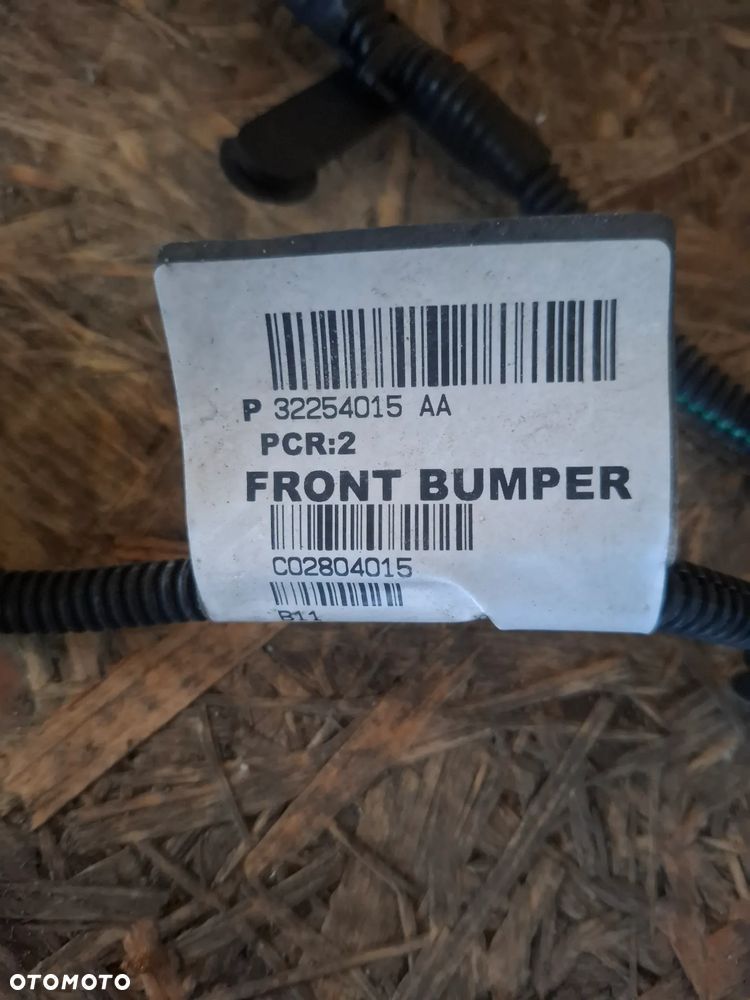 P 32254015 AA
PCR:2
FRONT BUMPER
C02804015
B11
OTOMOTO